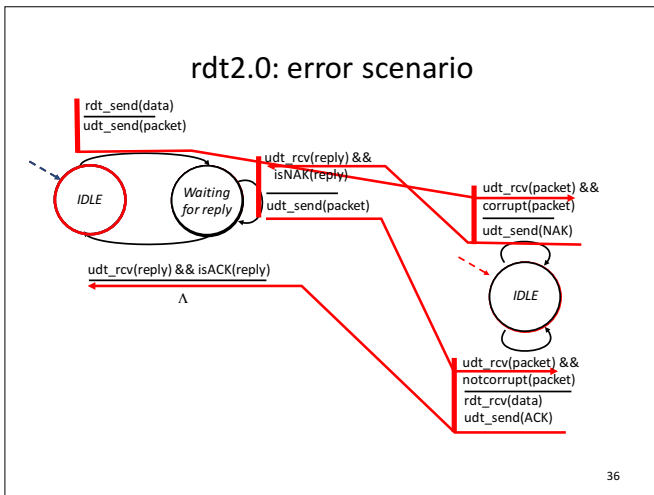 rdt2.0: error scenario
rdt_send(data)
udt_send(packet)
IDLE
Waiting
for reply
udt_rcv(reply) &&
isNAK(reply)
udt_send(packet)
udt_rcv(reply) && isACK(reply)
Λ
udt_rcv(packet) &&
corrupt(packet)
udt_send(NAK)
IDLE
udt_rcv(packet) &&
notcorrupt(packet)
rdt_rcv(data)
udt_send(ACK)
36